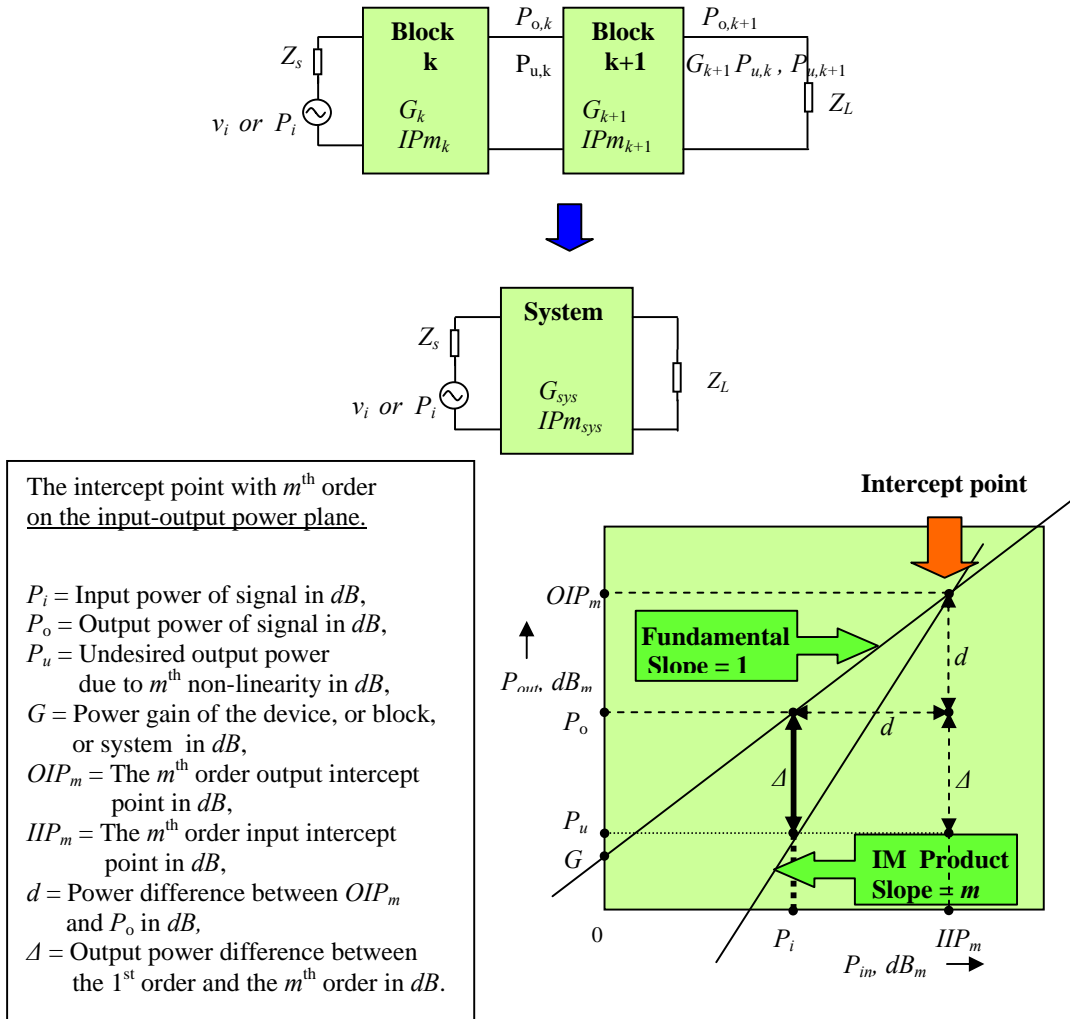 Block
k
G_k
IPm_k
Z_s
v_i or P_i
P_o,k
P_u,k
Block
k+1
G_k+1
IPm_k+1
P_o,k+1
G_k+1 P_u,k , P_u,k+1
Z_L
System
G_sys
IPm_sys
Z_s
v_i or P_i
Z_L
The intercept point with m^th order
on the input-output power plane.
P_i = Input power of signal in dB,
P_o = Output power of signal in dB,
P_u = Undesired output power
due to m^th non-linearity in dB,
G = Power gain of the device, or block,
or system in dB,
OIP_m = The m^th order output intercept
point in dB,
IIP_m = The m^th order input intercept
point in dB,
d = Power difference between OIP_m
and P_o in dB,
Δ = Output power difference between
the 1^st order and the m^th order in dB.
Intercept point
OIP_m
Fundamental
Slope = 1
P_out, dB_m
d
P_o
d
Δ
Δ
P_u
G
IM Product
Slope = m
0
P_i
IIP_m
P_in, dB_m